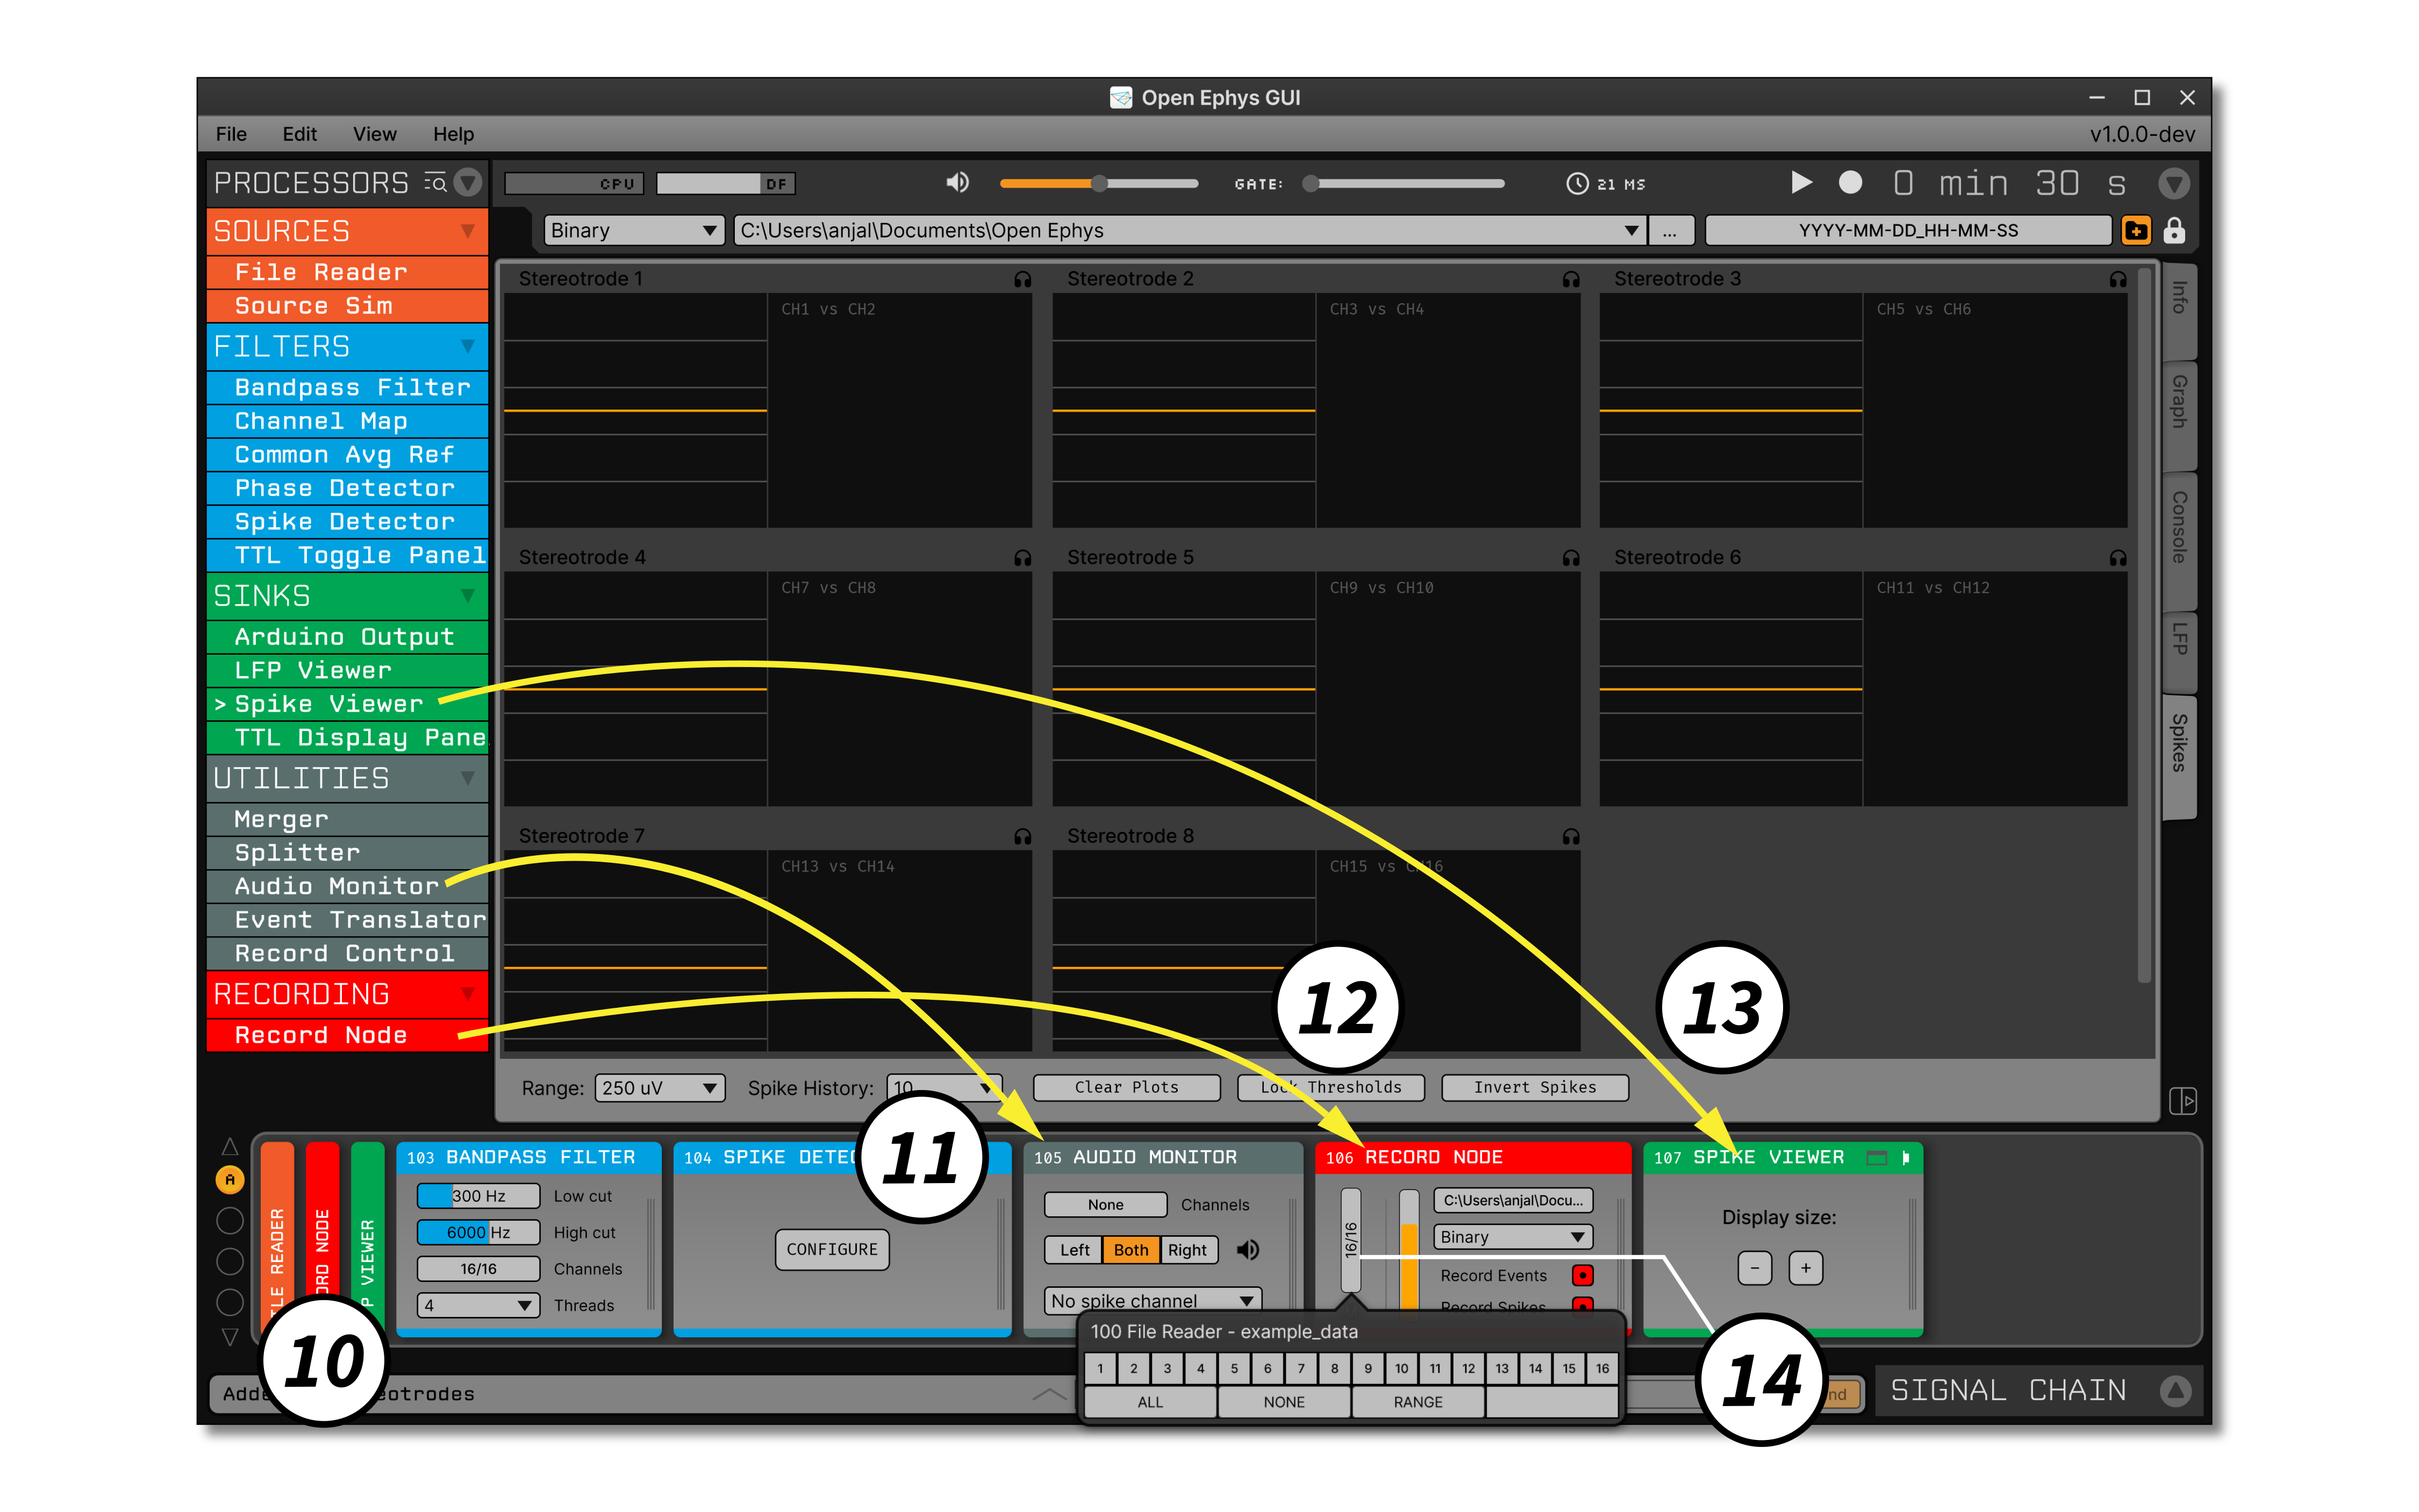 Open Ephys GUI
File Edit View Help v1.0.0-dev
PROCESSORS CPU DF GATE: 21 MS 0 min 30 s
Binary C:\Users\anjal\Documents\Open Ephys ... YYYY-MM-DD_HH-MM-SS
SOURCES
File Reader
Source Sim
FILTERS
Bandpass Filter
Channel Map
Common Avg Ref
Phase Detector
Spike Detector
TTL Toggle Panel
SINKS
Arduino Output
LFP Viewer
> Spike Viewer
TTL Display Pane
UTILITIES
Merger
Splitter
Audio Monitor
Event Translator
Record Control
RECORDING
Record Node
Stereotrode 1 Stereotrode 2 Stereotrode 3
CH1 vs CH2 CH3 vs CH4 CH5 vs CH6
Stereotrode 4 Stereotrode 5 Stereotrode 6
CH7 vs CH8 CH9 vs CH10 CH11 vs CH12
Stereotrode 7 Stereotrode 8
CH13 vs CH14 CH15 vs CH16
Info
Graph
Console
LFP
Spikes
12 13
Range: 250 uV Spike History: 10 Clear Plots Lock Thresholds Invert Spikes
11
A
FILE READER
RECORD NODE
LFP VIEWER
10
103 BANDPASS FILTER
300 Hz Low cut
6000 Hz High cut
16/16 Channels
4 Threads
104 SPIKE DETEC
CONFIGURE
105 AUDIO MONITOR
None Channels
Left Both Right
No spike channel
106 RECORD NODE
16/16
C:\Users\anjal\Docu...
Binary
Record Events
Record Spikes
107 SPIKE VIEWER
Display size:
- +
14
100 File Reader - example_data
1 2 3 4 5 6 7 8 9 10 11 12 13 14 15 16
ALL NONE RANGE
SIGNAL CHAIN